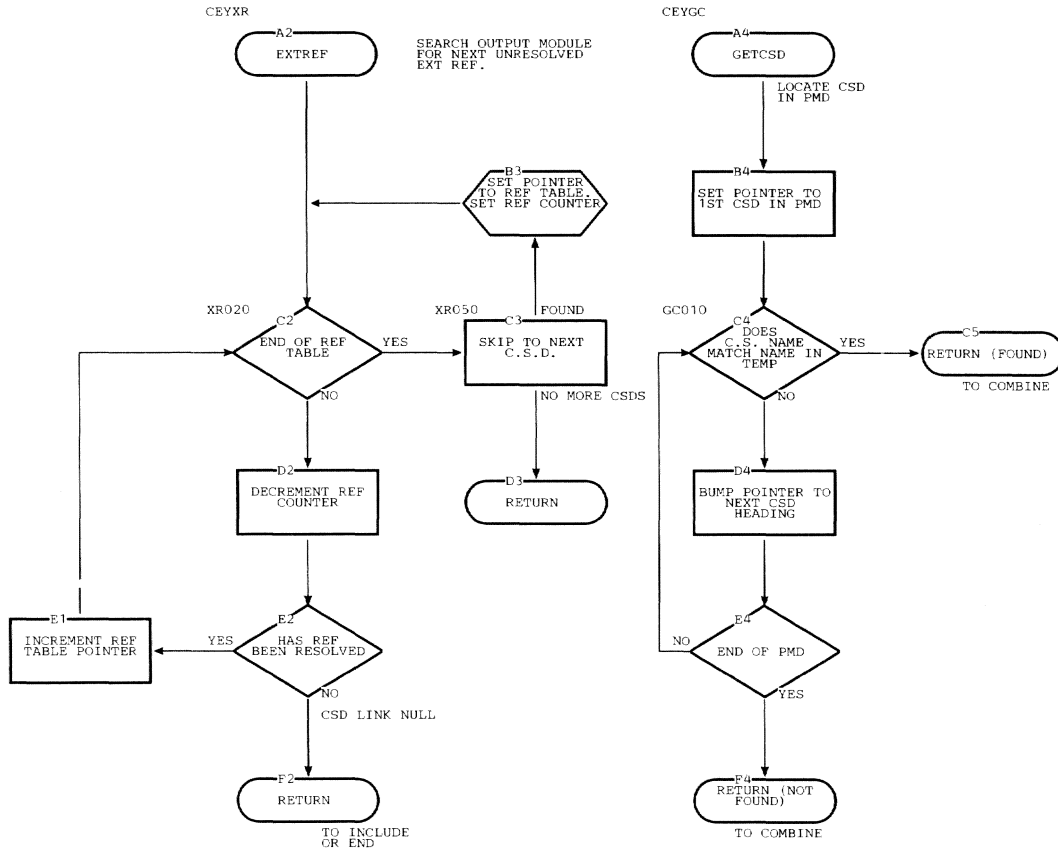 CEYXR
A2
EXTREF
SEARCH OUTPUT MODULE
FOR NEXT UNRESOLVED
EXT REF.
B3
SET POINTER
TO REF TABLE.
SET REF COUNTER
XR020
C2
END OF REF
TABLE
YES
NO
XR050
FOUND
C3
SKIP TO NEXT
C.S.D.
NO MORE CSDS
D2
DECREMENT REF
COUNTER
D3
RETURN
E1
INCREMENT REF
TABLE POINTER
YES
E2
HAS REF
BEEN RESOLVED
NO
CSD LINK NULL
F2
RETURN
TO INCLUDE
OR END
CEYGC
A4
GETCSD
LOCATE CSD
IN PMD
B4
SET POINTER TO
1ST CSD IN PMD
GC010
C4
DOES
C.S. NAME
MATCH NAME IN
TEMP
YES
NO
C5
RETURN (FOUND)
TO COMBINE
D4
BUMP POINTER TO
NEXT CSD
HEADING
E4
NO
END OF PMD
YES
F4
RETURN (NOT
FOUND)
TO COMBINE